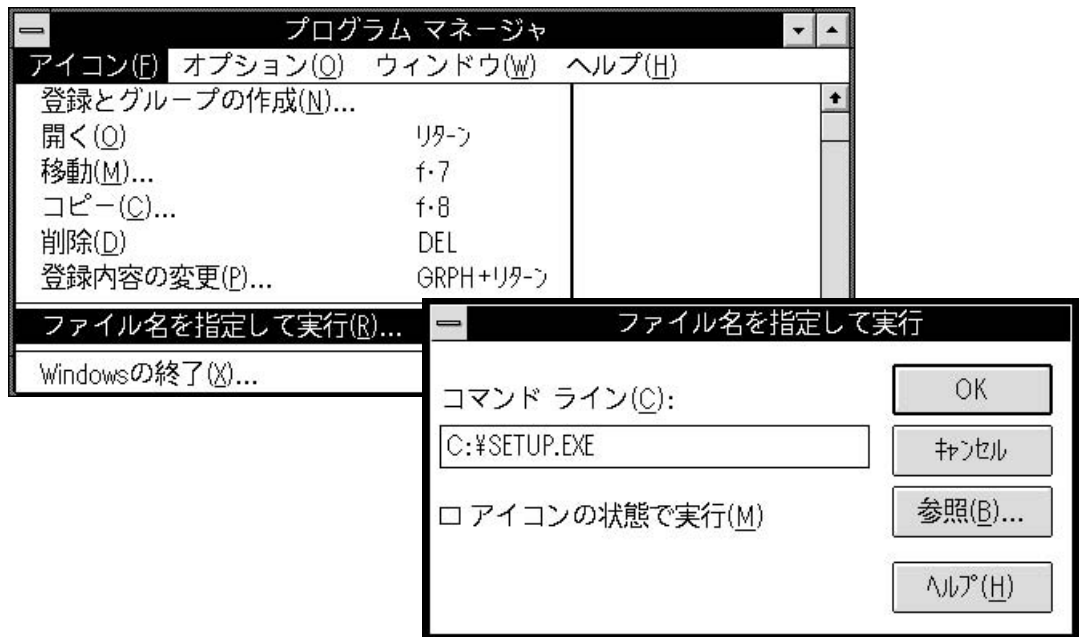 プログラム マネージャ
アイコン(F) オプション(O) ウィンドウ(W) ヘルプ(H)
登録とグループの作成(N)...
開く(O) リターン
移動(M)... f・7
コピー(C)... f・8
削除(D) DEL
登録内容の変更(P)... GRPH+リターン
ファイル名を指定して実行(R)...
Windowsの終了(X)...
ファイル名を指定して実行
コマンド ライン(C):
C:¥SETUP.EXE
アイコンの状態で実行(M)
OK
キャンセル
参照(B)...
ヘルプ(H)